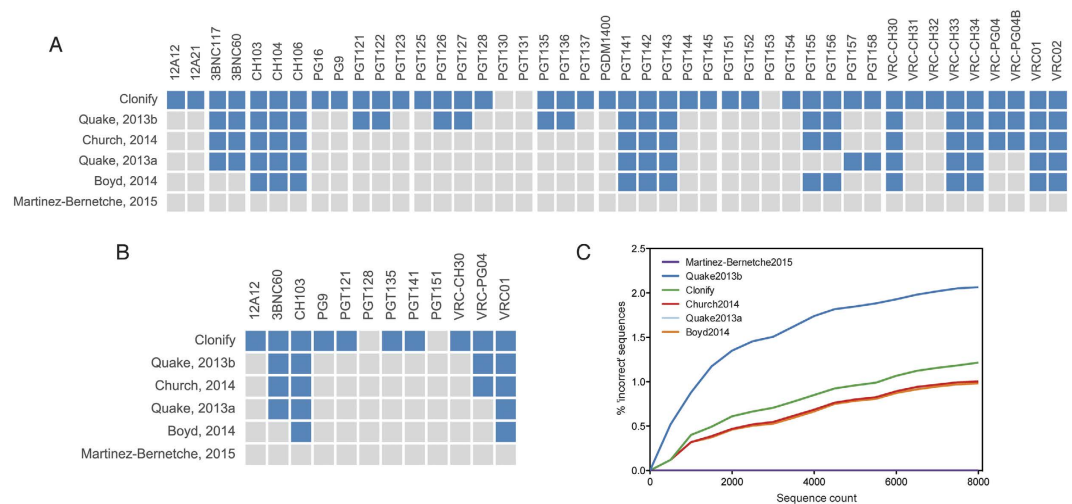 A
12A12
12A21
3BNC117
3BNC60
CH103
CH104
CH106
PG16
PG9
PGT121
PGT122
PGT123
PGT125
PGT126
PGT127
PGT128
PGT130
PGT131
PGT135
PGT136
PGT137
PGDM1400
PGT141
PGT142
PGT143
PGT144
PGT145
PGT151
PGT152
PGT153
PGT154
PGT155
PGT156
PGT157
PGT158
VRC-CH30
VRC-CH31
VRC-CH32
VRC-CH33
VRC-CH34
VRC-PG04
VRC-PG04B
VRC01
VRC02
Clonify
Quake, 2013b
Church, 2014
Quake, 2013a
Boyd, 2014
Martinez-Bernetche, 2015
B
12A12
3BNC60
CH103
PG9
PGT121
PGT128
PGT135
PGT141
PGT151
VRC-CH30
VRC-PG04
VRC01
Clonify
Quake, 2013b
Church, 2014
Quake, 2013a
Boyd, 2014
Martinez-Bernetche, 2015
C
2.5
2.0
1.5
1.0
0.5
0.0
% 'incorrect' sequences
Martinez-Bernetche2015
Quake2013b
Clonify
Church2014
Quake2013a
Boyd2014
0
2000
4000
6000
8000
Sequence count